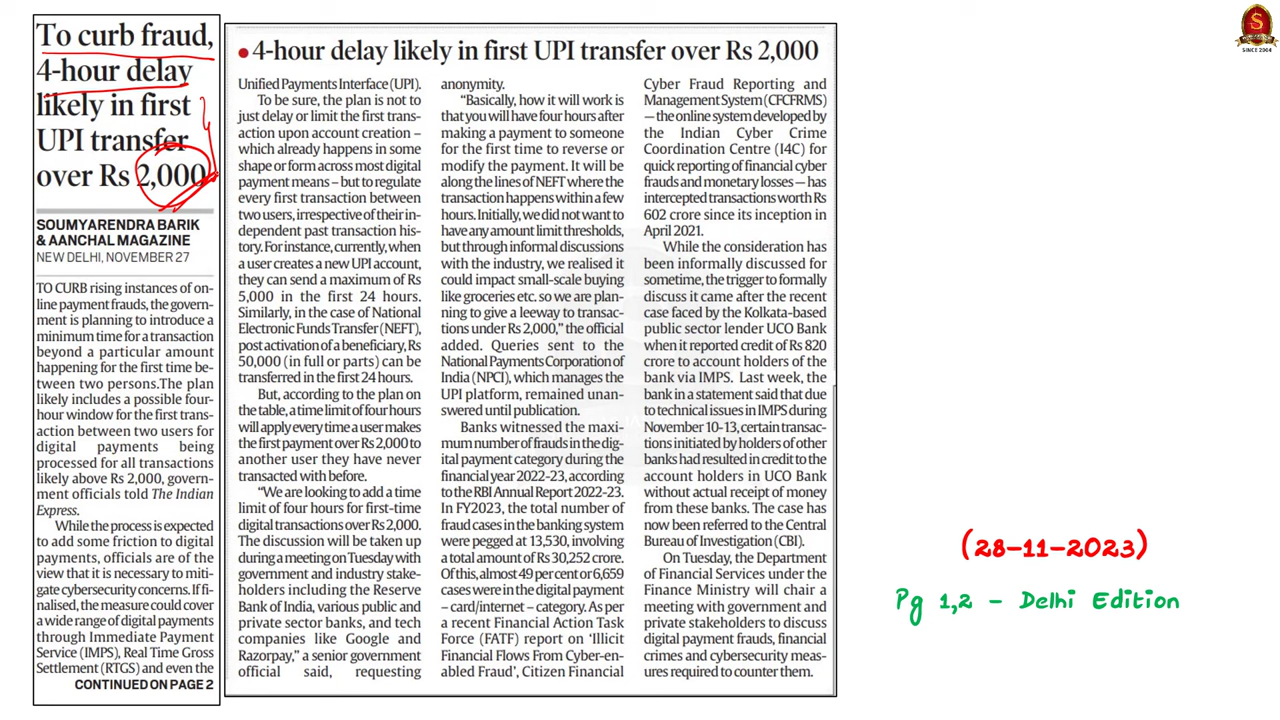 To curb fraud,
4-hour delay
likely in first
UPI transfer
over Rs 2,000
SOUMYARENDRA BARIK
& AANCHAL MAGAZINE
NEW DELHI, NOVEMBER 27
TO CURB rising instances of on-
line payment frauds, the govern-
ment is planning to introduce a
minimum time for a transaction
beyond a particular amount
happening for the first time be-
tween two persons.The plan
likely includes a possible four-
hour window for the first trans-
action between two users for
digital payments being
processed for all transactions
likely above Rs 2,000, govern-
ment officials told The Indian
Express.
While the process is expected
to add some friction to digital
payments, officials are of the
view that it is necessary to miti-
gate cybersecurity concerns. If fi-
nalised, the measure could cover
a wide range of digital payments
through Immediate Payment
Service (IMPS), Real Time Gross
Settlement (RTGS) and even the
CONTINUED ON PAGE 2
• 4-hour delay likely in first UPI transfer over Rs 2,000
Unified Payments Interface (UPI).
To be sure, the plan is not to
just delay or limit the first trans-
action upon account creation –
which already happens in some
shape or form across most digital
payment means – but to regulate
every first transaction between
two users, irrespective of their in-
dependent past transaction his-
tory. For instance, currently, when
a user creates a new UPI account,
they can send a maximum of Rs
5,000 in the first 24 hours.
Similarly, in the case of National
Electronic Funds Transfer (NEFT),
post activation of a beneficiary, Rs
50,000 (in full or parts) can be
transferred in the first 24 hours.
But, according to the plan on
the table, a time limit of four hours
will apply every time a user makes
the first payment over Rs 2,000 to
another user they have never
transacted with before.
“We are looking to add a time
limit of four hours for first-time
digital transactions over Rs 2,000.
The discussion will be taken up
during a meeting on Tuesday with
government and industry stake-
holders including the Reserve
Bank of India, various public and
private sector banks, and tech
companies like Google and
Razorpay,” a senior government
official said, requesting
anonymity.
“Basically, how it will work is
that you will have four hours after
making a payment to someone
for the first time to reverse or
modify the payment. It will be
along the lines of NEFT where the
transaction happens within a few
hours. Initially, we did not want to
have any amount limit thresholds,
but through informal discussions
with the industry, we realised it
could impact small-scale buying
like groceries etc. so we are plan-
ning to give a leeway to transac-
tions under Rs 2,000,” the official
added. Queries sent to the
National Payments Corporation of
India (NPCI), which manages the
UPI platform, remained unan-
swered until publication.
Banks witnessed the maxi-
mum number of frauds in the dig-
ital payment category during the
financial year 2022-23, according
to the RBI Annual Report 2022-23.
In FY2023, the total number of
fraud cases in the banking system
were pegged at 13,530, involving
a total amount of Rs 30,252 crore.
Of this, almost 49 per cent or 6,659
cases were in the digital payment
– card/internet – category. As per
a recent Financial Action Task
Force (FATF) report on ‘Illicit
Financial Flows From Cyber-en-
abled Fraud’, Citizen Financial
Cyber Fraud Reporting and
Management System (CFCFRMS)
— the online system developed by
the Indian Cyber Crime
Coordination Centre (I4C) for
quick reporting of financial cyber
frauds and monetary losses — has
intercepted transactions worth Rs
602 crore since its inception in
April 2021.
While the consideration has
been informally discussed for
sometime, the trigger to formally
discuss it came after the recent
case faced by the Kolkata-based
public sector lender UCO Bank
when it reported credit of Rs 820
crore to account holders of the
bank via IMPS. Last week, the
bank in a statement said that due
to technical issues in IMPS during
November 10-13, certain transac-
tions initiated by holders of other
banks had resulted in credit to the
account holders in UCO Bank
without actual receipt of money
from these banks. The case has
now been referred to the Central
Bureau of Investigation (CBI).
On Tuesday, the Department
of Financial Services under the
Finance Ministry will chair a
meeting with government and
private stakeholders to discuss
digital payment frauds, financial
crimes and cybersecurity meas-
ures required to counter them.
S
SINCE 2004
(28-11-2023)
Pg 1,2 - Delhi Edition